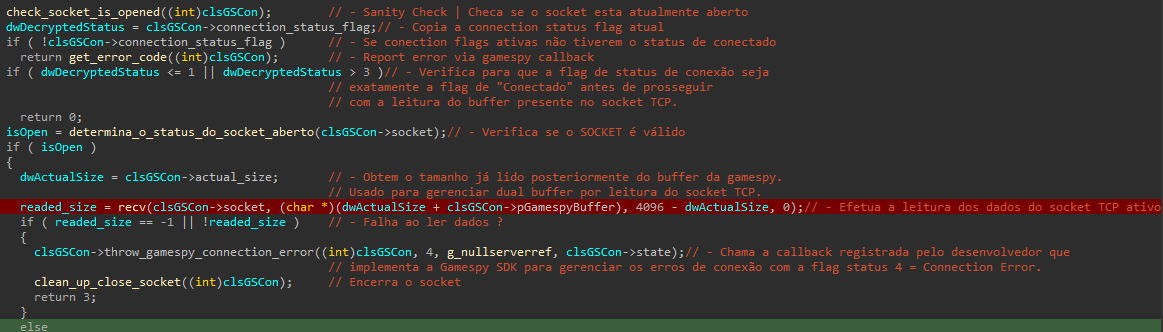 check_socket_is_opened((int)clsGSCon); // - Sanity Check | Checa se o socket esta atualmente aberto
dwDecryptedStatus = clsGSCon->connection_status_flag;// - Copia a connection status flag atual
if ( !clsGSCon->connection_status_flag ) // - Se conection flags ativas não tiverem o status de conectado
return get_error_code((int)clsGSCon); // - Report error via gamespy callback
if ( dwDecryptedStatus <= 1 || dwDecryptedStatus > 3 )// - Verifica para que a flag de status de conexão seja
// exatamente a flag de "Conectado" antes de prosseguir
// com a leitura do buffer presente no socket TCP.
return 0;
isOpen = determina_o_status_do_socket_aberto(clsGSCon->socket);// - Verifica se o SOCKET é válido
if ( isOpen )
{
dwActualSize = clsGSCon->actual_size; // - Obtem o tamanho já lido posteriormente do buffer da gamespy.
// Usado para gerenciar dual buffer por leitura do socket TCP.
readed_size = recv(clsGSCon->socket, (char *)(dwActualSize + clsGSCon->pGamespyBuffer), 4096 - dwActualSize, 0);// - Efetua a leitura dos dados do socket TCP ativo
if ( readed_size == -1 || !readed_size ) // - Falha ao ler dados ?
{
clsGSCon->throw_gamespy_connection_error((int)clsGSCon, 4, g_nullserverref, clsGSCon->state);// - Chama a callback registrada pelo desenvolvedor que
// implementa a Gamespy SDK para gerenciar os erros de conexão com a flag status 4 = Connection Error.
clean_up_close_socket((int)clsGSCon); // Encerra o socket
return 3;
}
else